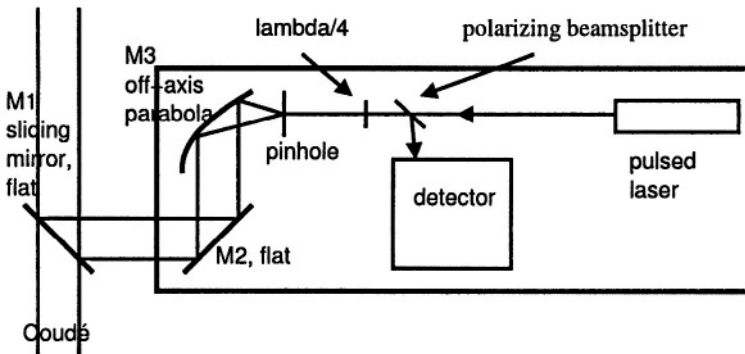 lambda/4
polarizing beamsplitter
M3
off-axis
parabola
M1
sliding
mirror,
flat
pinhole
pulsed
laser
detector
M2, flat
Coudé